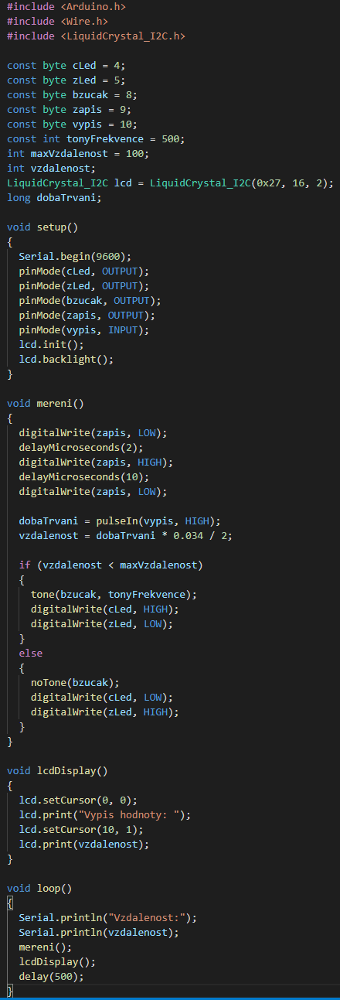 #include <Arduino.h>
#include <Wire.h>
#include <LiquidCrystal_I2C.h>

const byte cLed = 4;
const byte zLed = 5;
const byte bzucak = 8;
const byte zapis = 9;
const byte vypis = 10;
const int tonyFrekvence = 500;
int maxVzdalenost = 100;
int vzdalenost;
LiquidCrystal_I2C lcd = LiquidCrystal_I2C(0x27, 16, 2);
long dobaTrvani;

void setup()
{
  Serial.begin(9600);
  pinMode(cLed, OUTPUT);
  pinMode(zLed, OUTPUT);
  pinMode(bzucak, OUTPUT);
  pinMode(zapis, OUTPUT);
  pinMode(vypis, INPUT);
  lcd.init();
  lcd.backlight();
}

void mereni()
{
  digitalWrite(zapis, LOW);
  delayMicroseconds(2);
  digitalWrite(zapis, HIGH);
  delayMicroseconds(10);
  digitalWrite(zapis, LOW);

  dobaTrvani = pulseIn(vypis, HIGH);
  vzdalenost = dobaTrvani * 0.034 / 2;

  if (vzdalenost < maxVzdalenost)
  {
    tone(bzucak, tonyFrekvence);
    digitalWrite(cLed, HIGH);
    digitalWrite(zLed, LOW);
  }
  else
  {
    noTone(bzucak);
    digitalWrite(cLed, LOW);
    digitalWrite(zLed, HIGH);
  }
}

void lcdDisplay()
{
  lcd.setCursor(0, 0);
  lcd.print("Vypis hodnoty: ");
  lcd.setCursor(10, 1);
  lcd.print(vzdalenost);
}

void loop()
{
  Serial.println("Vzdalenost:");
  Serial.println(vzdalenost);
  mereni();
  lcdDisplay();
  delay(500);
}